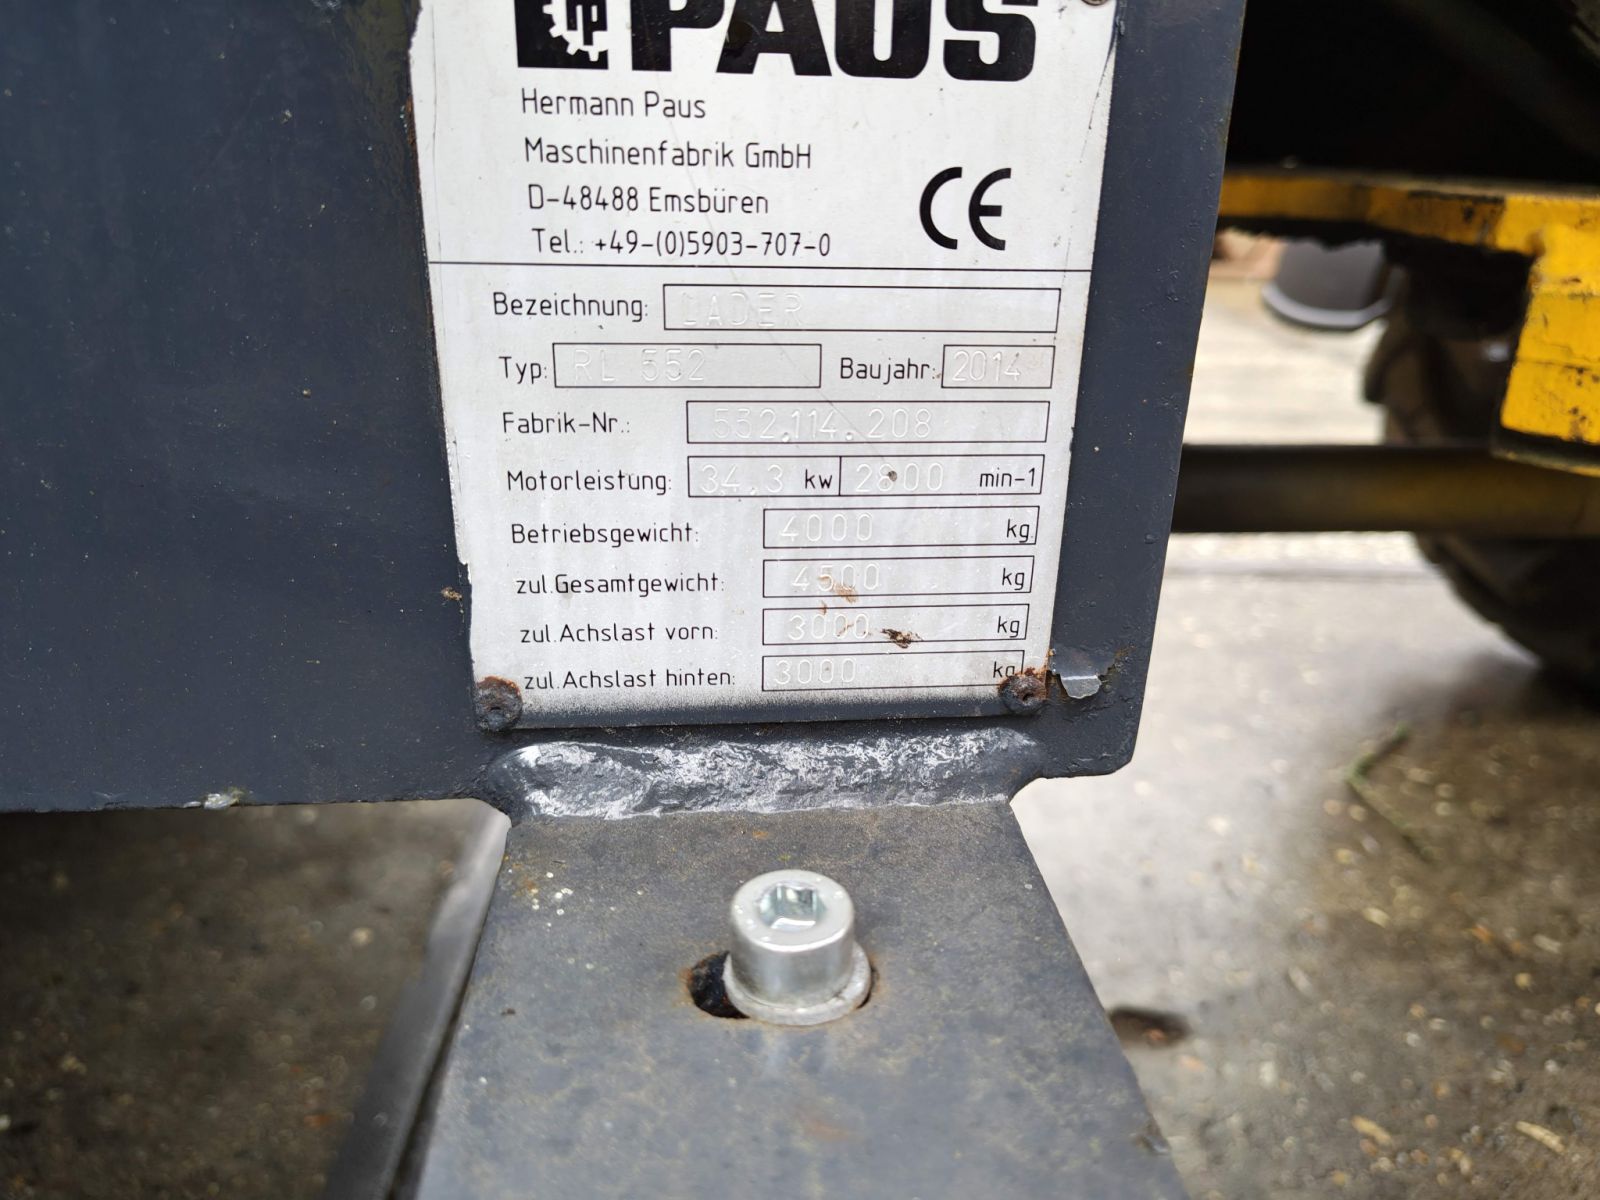 PAUS
Hermann Paus
Maschinenfabrik GmbH
D-48488 Emsbüren
Tel.: +49-(0)5903-707-0
CE
Bezeichnung: LADER
Typ: RL 552 Baujahr: 2014
Fabrik-Nr.: 552.114.208
Motorleistung: 34.3 kw 2800 min-1
Betriebsgewicht: 4000 kg
zul.Gesamtgewicht: 4500 kg
zul.Achslast vorn: 3000 kg
zul.Achslast hinten: 3000 kg